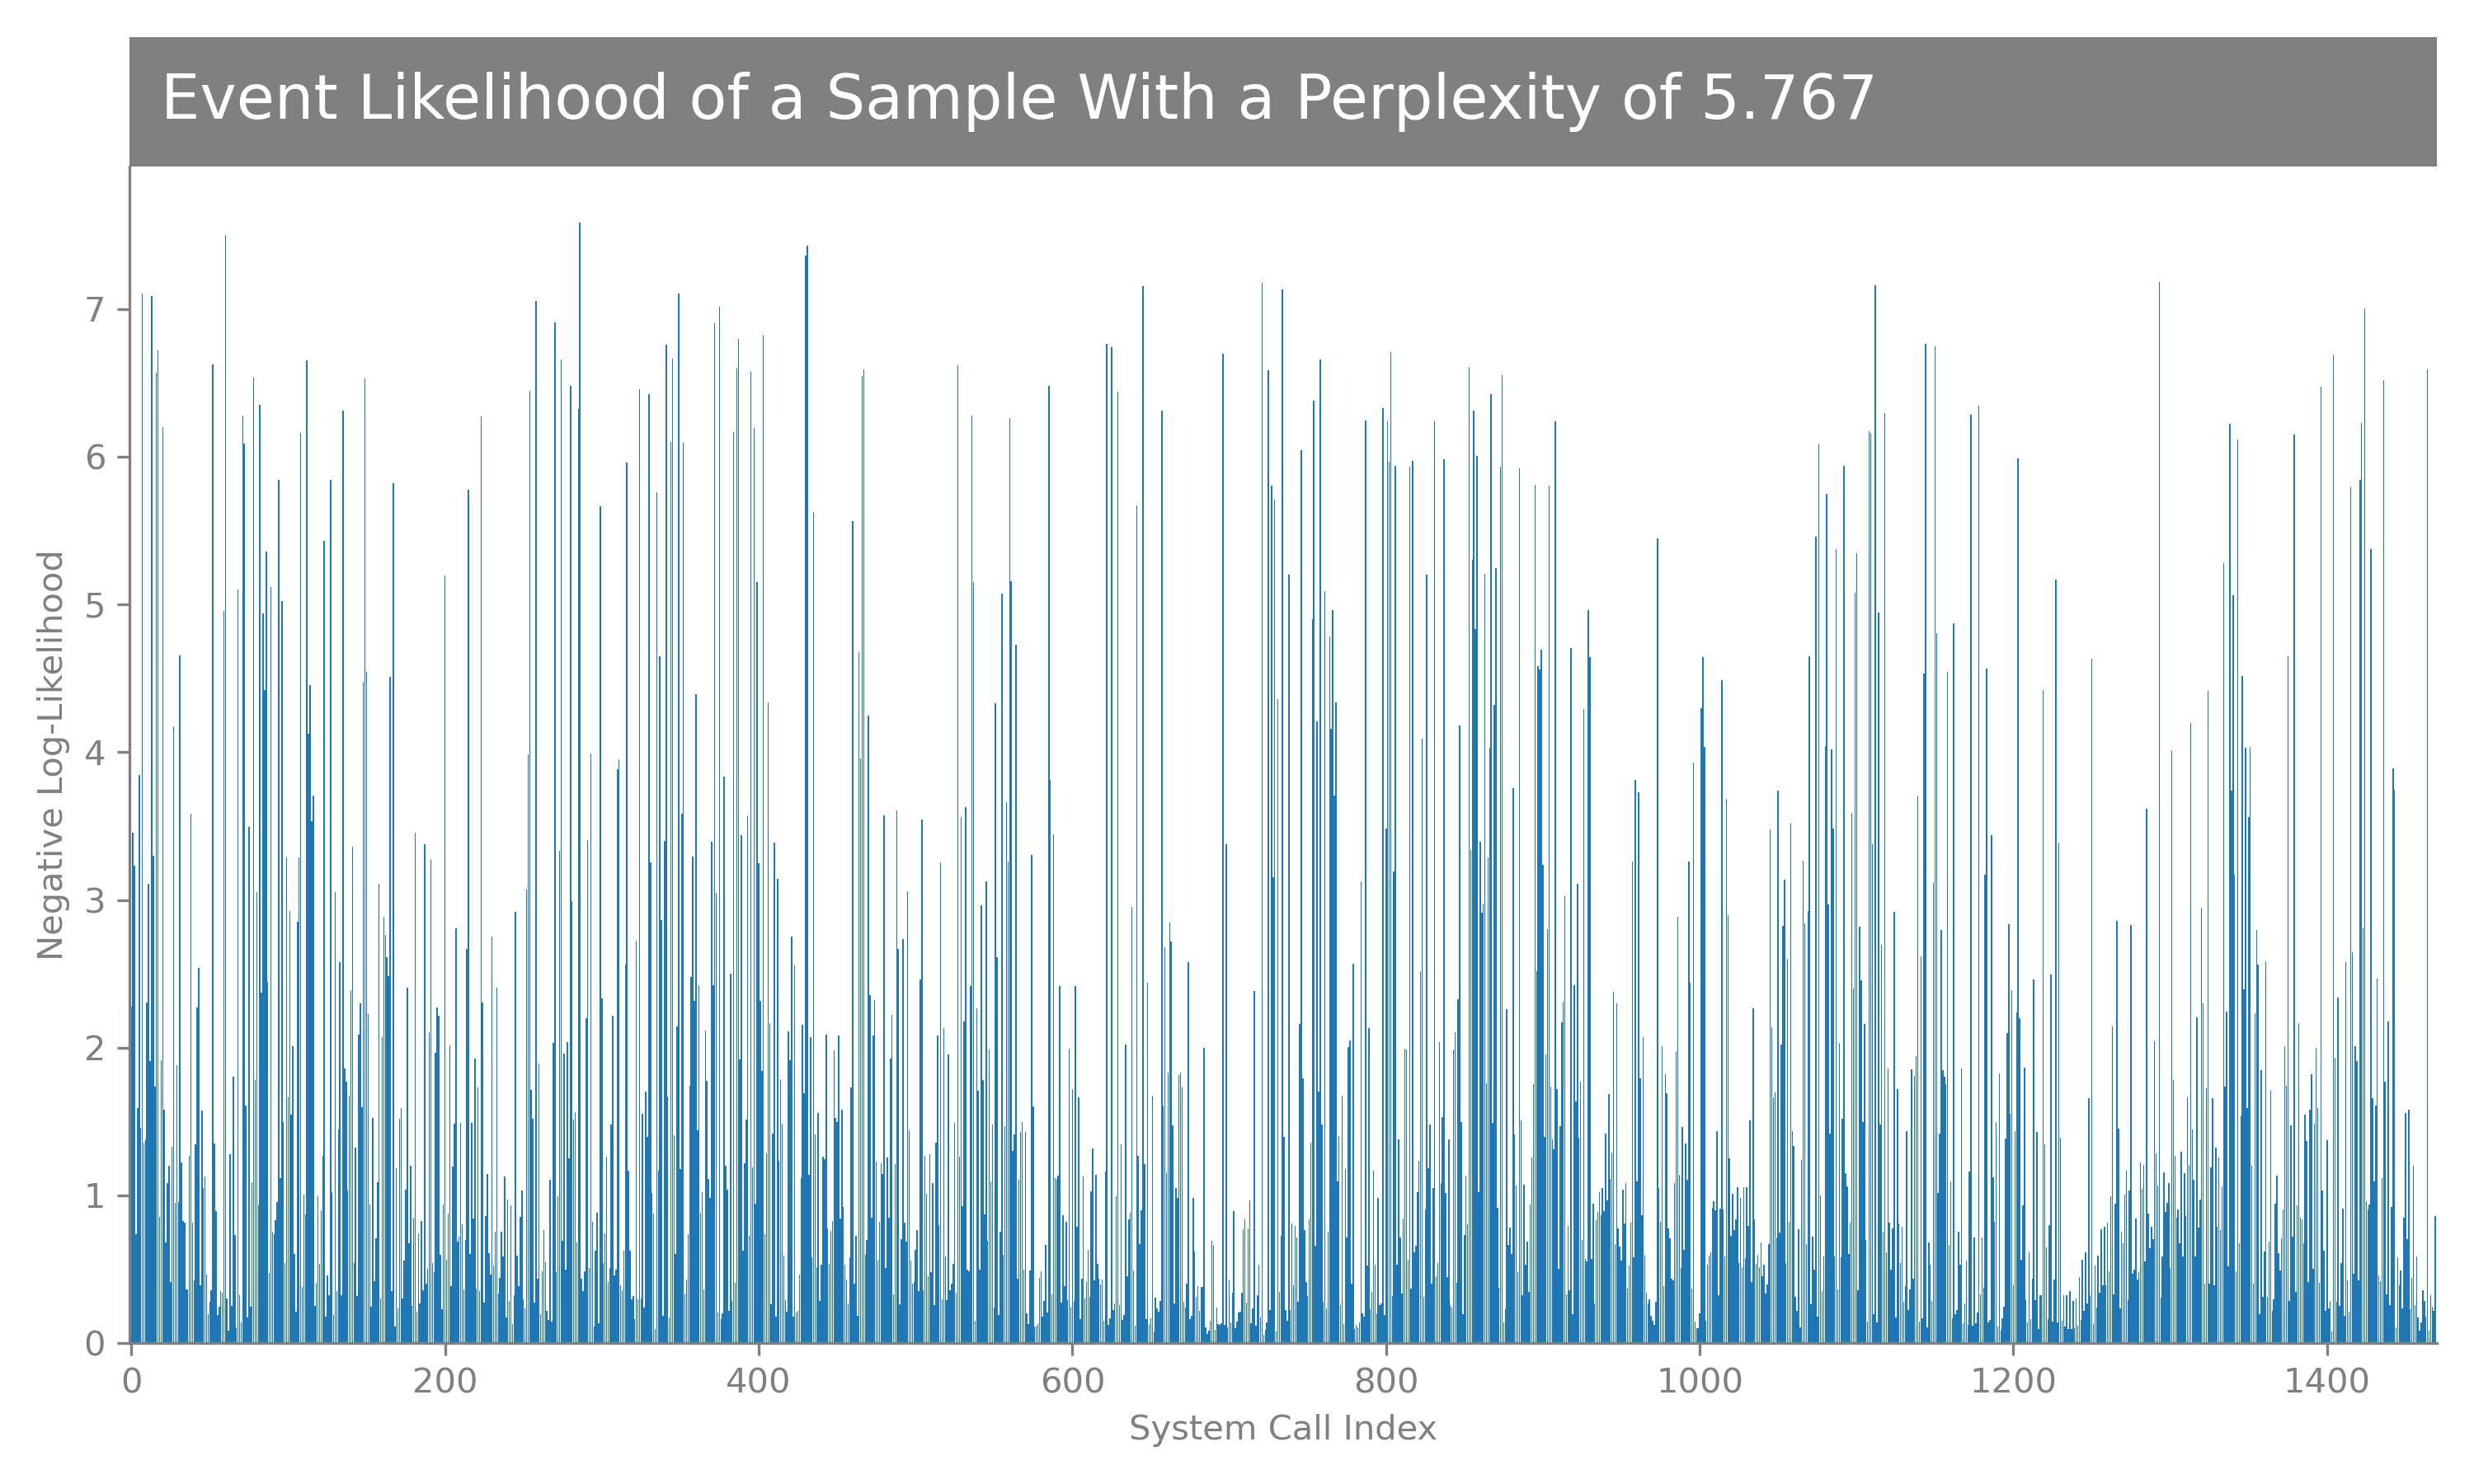 Event Likelihood of a Sample With a Perplexity of 5.767
Negative Log-Likelihood
7
6
5
4
3
2
1
0
0 200 400 600 800 1000 1200 1400
System Call Index